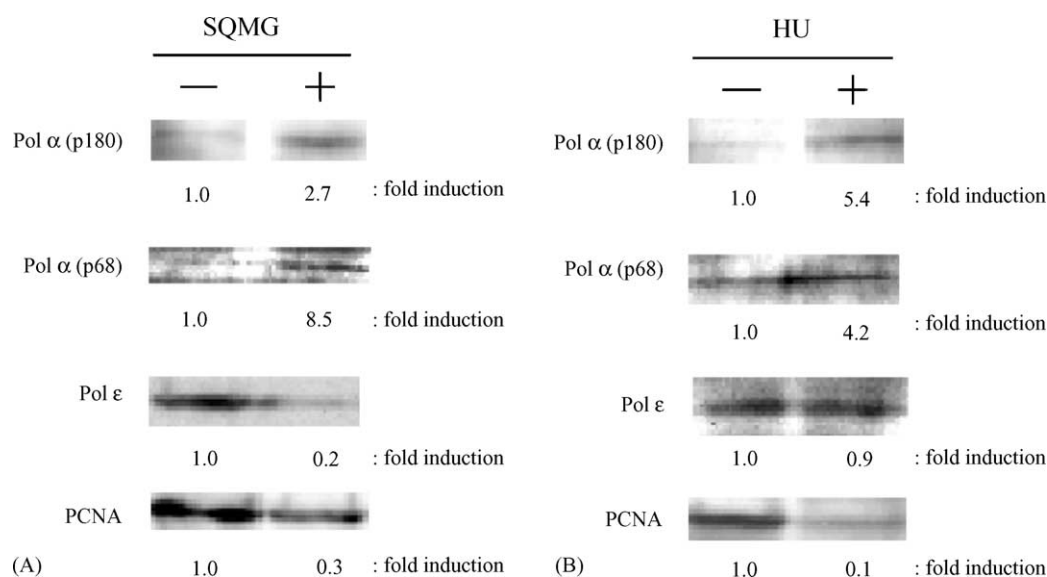 SQMG
— +
Pol α (p180)
1.0 2.7 : fold induction
Pol α (p68)
1.0 8.5 : fold induction
Pol ε
1.0 0.2 : fold induction
PCNA
(A) 1.0 0.3 : fold induction
HU
— +
Pol α (p180)
1.0 5.4 : fold induction
Pol α (p68)
1.0 4.2 : fold induction
Pol ε
1.0 0.9 : fold induction
PCNA
(B) 1.0 0.1 : fold induction